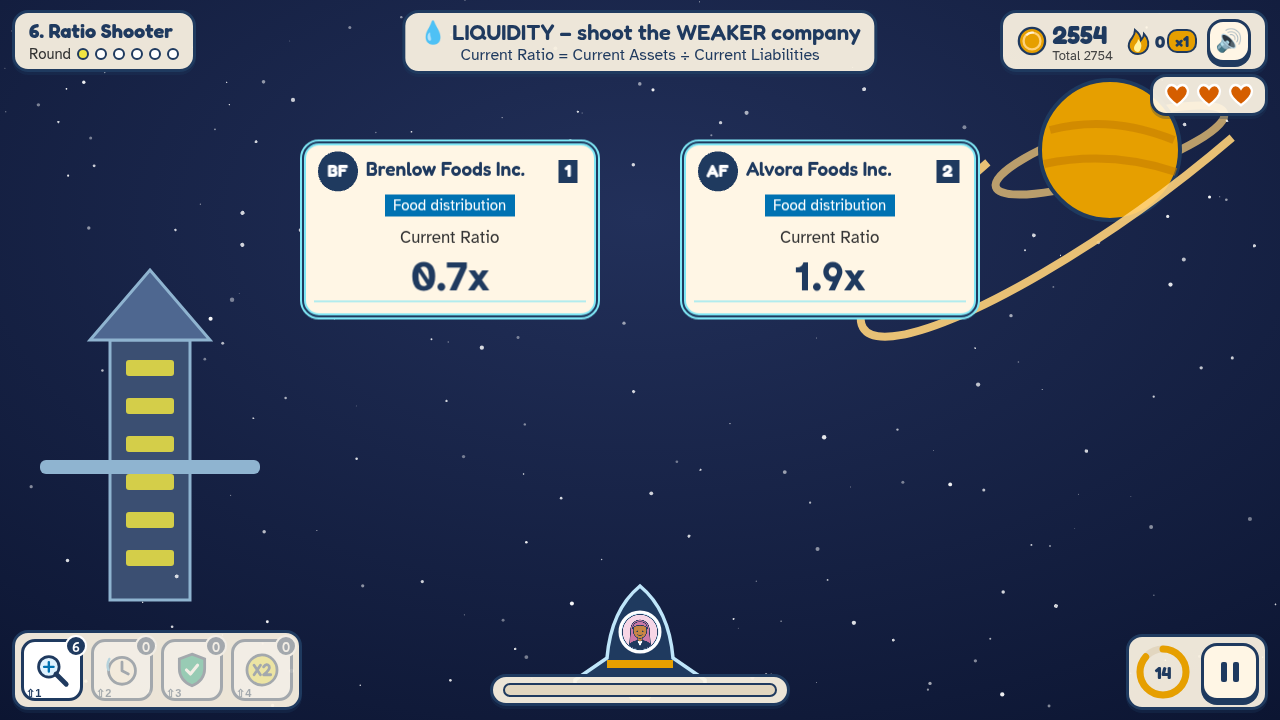 6. Ratio Shooter
Round
LIQUIDITY – shoot the WEAKER company
Current Ratio = Current Assets ÷ Current Liabilities
2554
Total 2754
0 x1
BF Brenlow Foods Inc. 1
Food distribution
Current Ratio
0.7x
AF Alvora Foods Inc. 2
Food distribution
Current Ratio
1.9x
6 ⇧1
0 ⇧2
0 ⇧3
X2 0 ⇧4
14